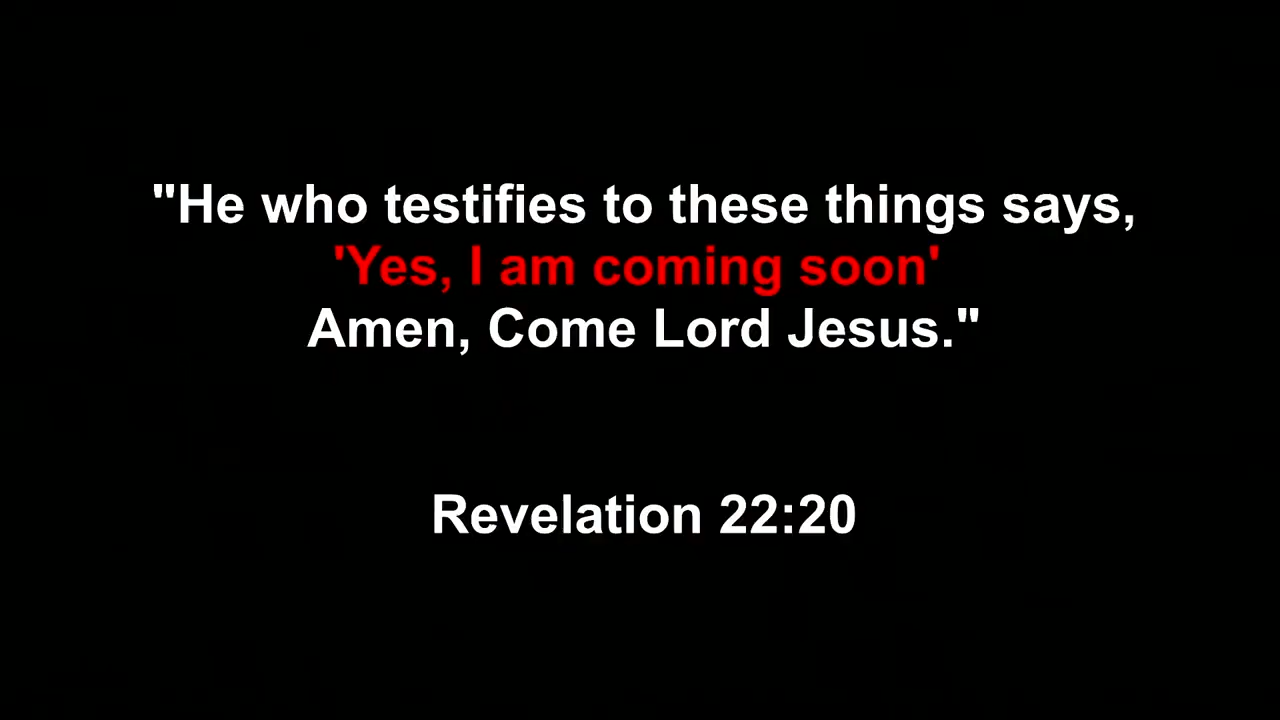 "He who testifies to these things says,
'Yes, I am coming soon'
Amen, Come Lord Jesus."
Revelation 22:20